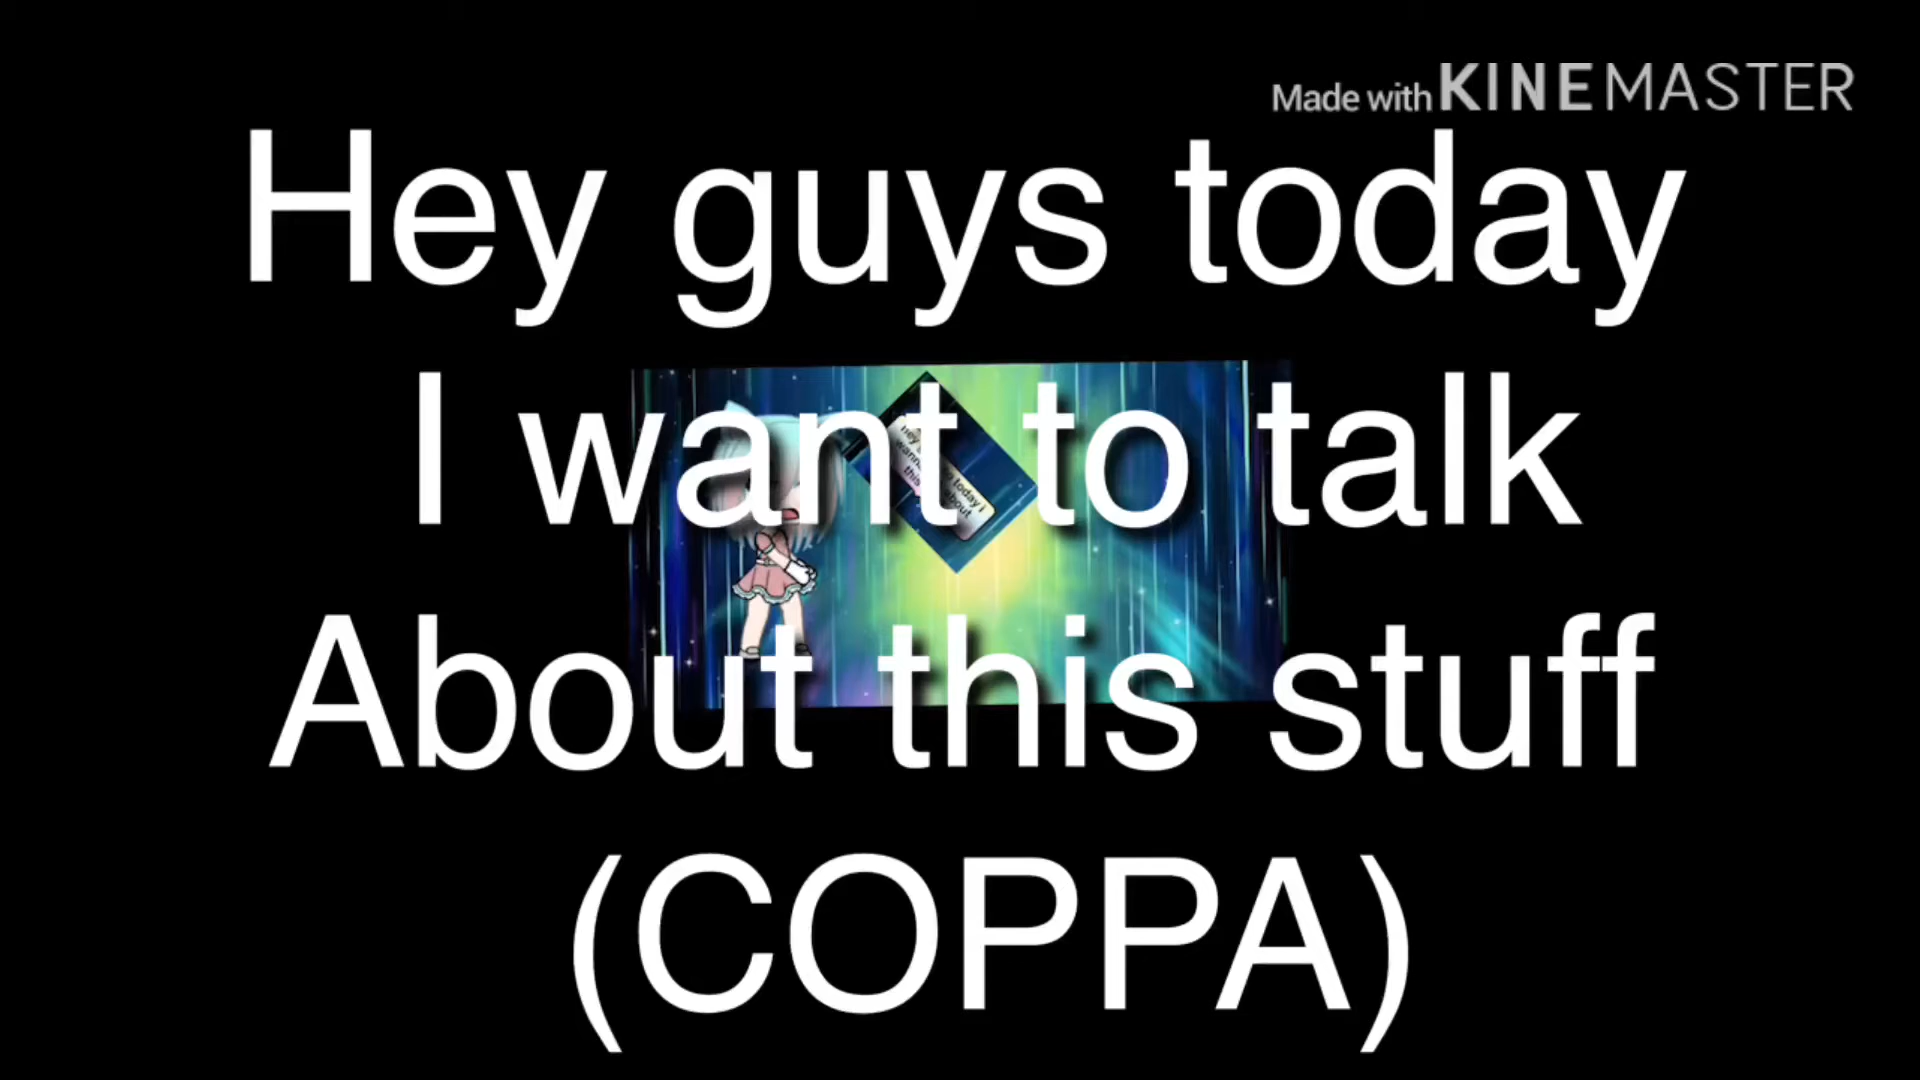 Made with KINEMASTER
Hey guys today
I want to talk
About this stuff
(COPPA)